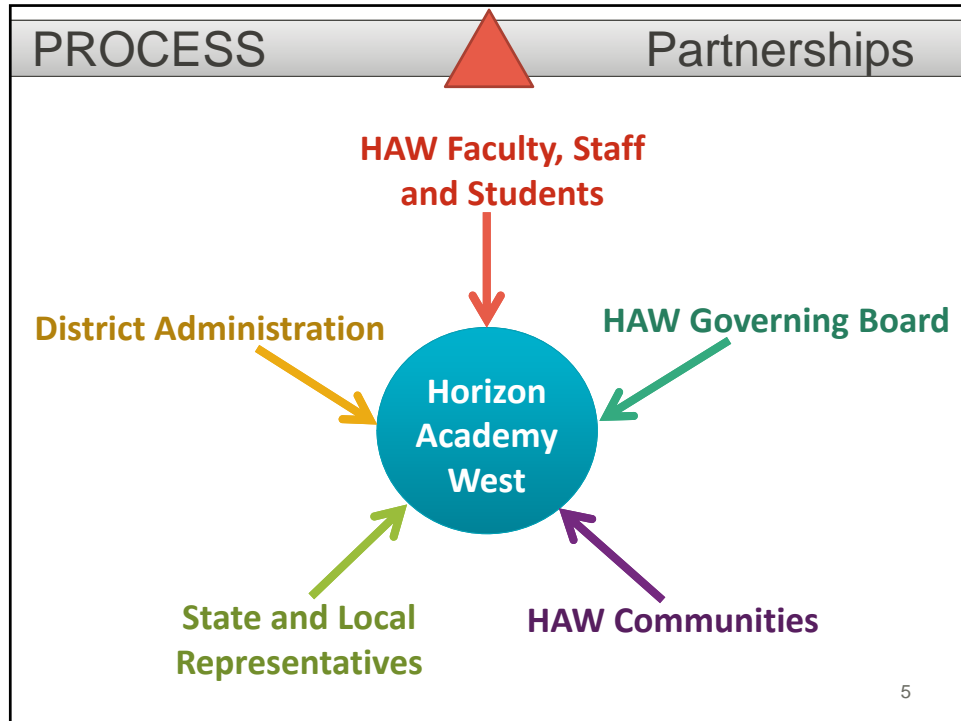 PROCESS
Partnerships
HAW Faculty, Staff
and Students
District Administration
HAW Governing Board
Horizon
Academy
West
State and Local
Representatives
HAW Communities
5